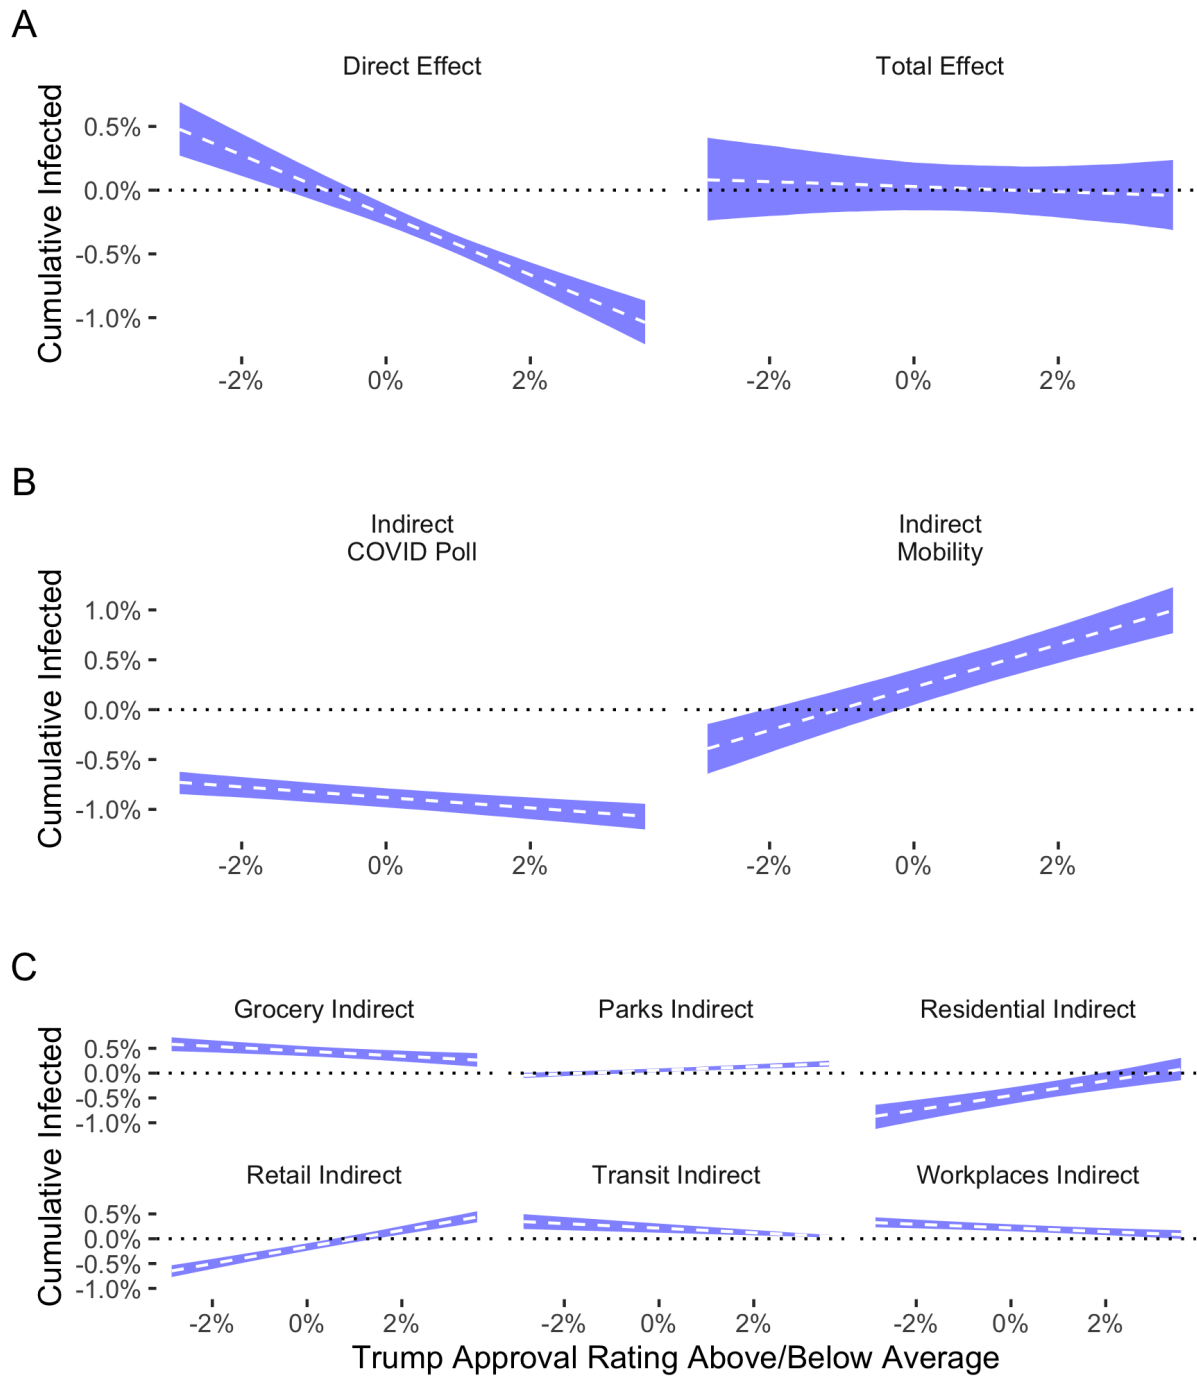 A
Direct Effect
Total Effect
Cumulative Infected
0.5%
0.0%
-0.5%
-1.0%
-2% 0% 2%
-2% 0% 2%
B
Indirect
COVID Poll
Indirect
Mobility
Cumulative Infected
1.0%
0.5%
0.0%
-0.5%
-1.0%
-2% 0% 2%
-2% 0% 2%
C
Grocery Indirect
Parks Indirect
Residential Indirect
Cumulative Infected
0.5%
0.0%
-0.5%
-1.0%
Retail Indirect
Transit Indirect
Workplaces Indirect
0.5%
0.0%
-0.5%
-1.0%
-2% 0% 2%
-2% 0% 2%
-2% 0% 2%
Trump Approval Rating Above/Below Average